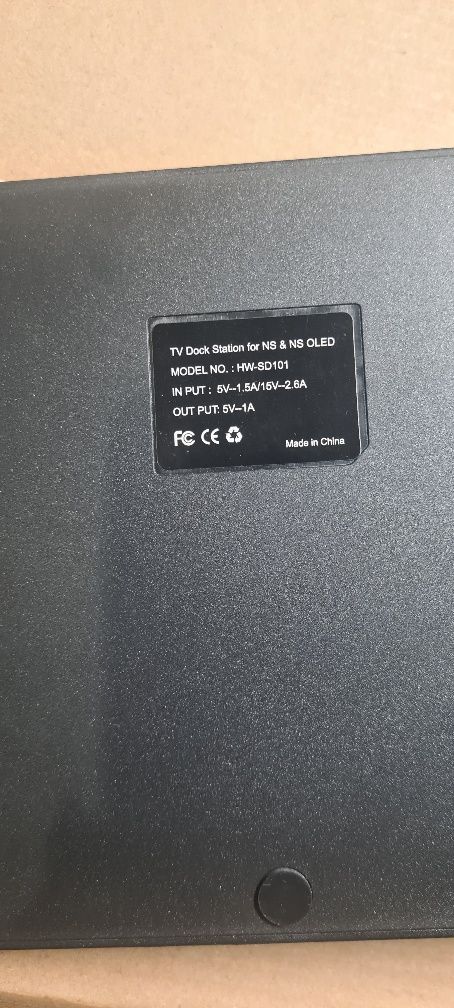 TV Dock Station for NS & NS OLED
MODEL NO. : HW-SD101
IN PUT : 5V--1.5A/15V--2.6A
OUT PUT: 5V--1A
FC CE
Made in China